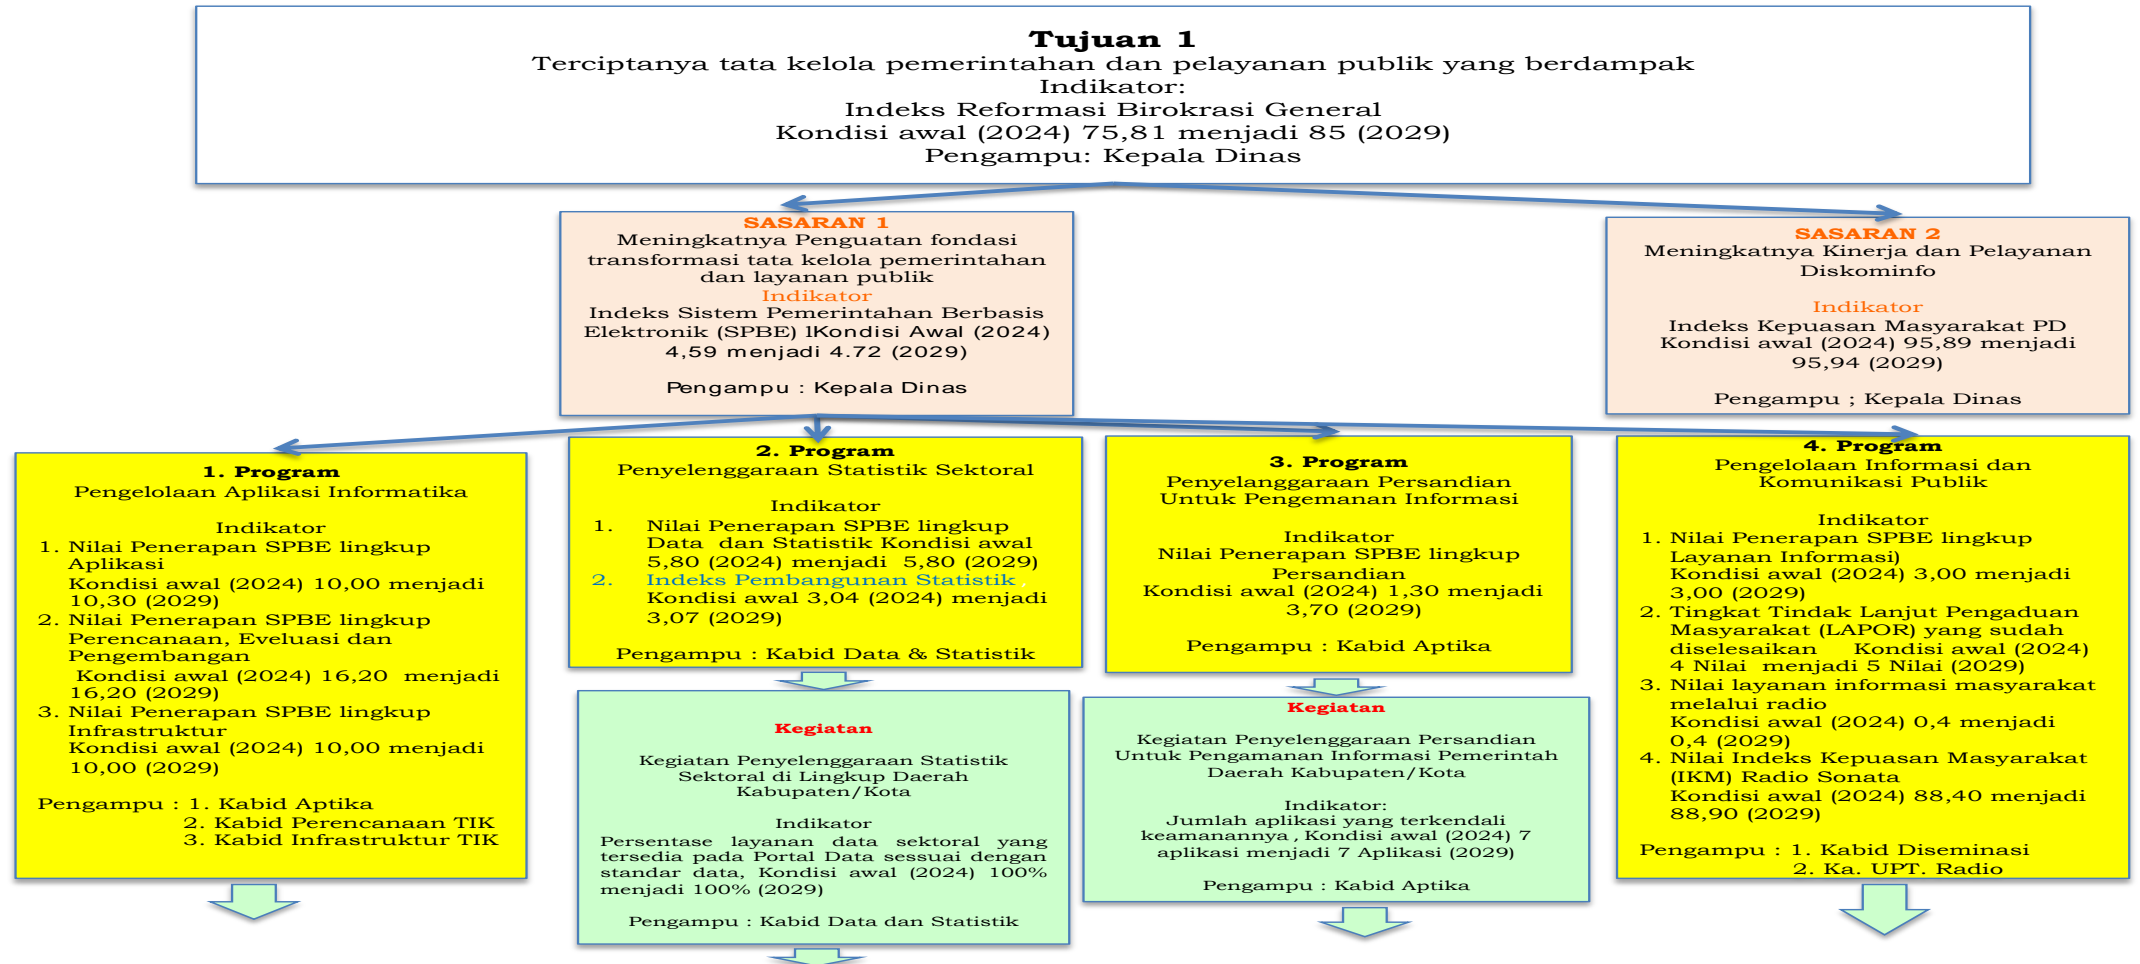 Tujuan 1
Terciptanya tata kelola pemerintahan dan pelayanan publik yang berdampak
Indikator:
Indeks Reformasi Birokrasi General
Kondisi awal (2024) 75,81 menjadi 85 (2029)
Pengampu: Kepala Dinas
SASARAN 1
Meningkatnya Penguatan fondasi
transformasi tata kelola pemerintahan
dan layanan publik
Indikator
Indeks Sistem Pemerintahan Berbasis
Elektronik (SPBE) lKondisi Awal (2024)
4,59 menjadi 4.72 (2029)
Pengampu : Kepala Dinas
SASARAN 2
Meningkatnya Kinerja dan Pelayanan
Diskominfo
Indikator
Indeks Kepuasan Masyarakat PD
Kondisi awal (2024) 95,89 menjadi
95,94 (2029)
Pengampu ; Kepala Dinas
1. Program
Pengelolaan Aplikasi Informatika
Indikator
1. Nilai Penerapan SPBE lingkup
Aplikasi
Kondisi awal (2024) 10,00 menjadi
10,30 (2029)
2. Nilai Penerapan SPBE lingkup
Perencanaan, Eveluasi dan
Pengembangan
Kondisi awal (2024) 16,20 menjadi
16,20 (2029)
3. Nilai Penerapan SPBE lingkup
Infrastruktur
Kondisi awal (2024) 10,00 menjadi
10,00 (2029)
Pengampu : 1. Kabid Aptika
2. Kabid Perencanaan TIK
3. Kabid Infrastruktur TIK
2. Program
Penyelenggaraan Statistik Sektoral
Indikator
1. Nilai Penerapan SPBE lingkup
Data dan Statistik Kondisi awal
5,80 (2024) menjadi 5,80 (2029)
2. Indeks Pembangunan Statistik
Kondisi awal 3,04 (2024) menjadi
3,07 (2029)
Pengampu : Kabid Data & Statistik
Kegiatan
Kegiatan Penyelenggaraan Statistik
Sektoral di Lingkup Daerah
Kabupaten/Kota
Indikator
Persentase layanan data sektoral yang
tersedia pada Portal Data sessuai dengan
standar data, Kondisi awal (2024) 100%
menjadi 100% (2029)
Pengampu : Kabid Data dan Statistik
3. Program
Penyelanggaraan Persandian
Untuk Pengemanan Informasi
Indikator
Nilai Penerapan SPBE lingkup
Persandian
Kondisi awal (2024) 1,30 menjadi
3,70 (2029)
Pengampu : Kabid Aptika
Kegiatan
Kegiatan Penyelenggaraan Persandian
Untuk Pengamanan Informasi Pemerintah
Daerah Kabupaten/Kota
Indikator:
Jumlah aplikasi yang terkendali
keamanannya , Kondisi awal (2024) 7
aplikasi menjadi 7 Aplikasi (2029)
Pengampu : Kabid Aptika
4. Program
Pengelolaan Informasi dan
Komunikasi Publik
Indikator
1. Nilai Penerapan SPBE lingkup
Layanan Informasi)
Kondisi awal (2024) 3,00 menjadi
3,00 (2029)
2. Tingkat Tindak Lanjut Pengaduan
Masyarakat (LAPOR) yang sudah
diselesaikan Kondisi awal (2024)
4 Nilai menjadi 5 Nilai (2029)
3. Nilai layanan informasi masyarakat
melalui radio
Kondisi awal (2024) 0,4 menjadi
0,4 (2029)
4. Nilai Indeks Kepuasan Masyarakat
(IKM) Radio Sonata
Kondisi awal (2024) 88,40 menjadi
88,90 (2029)
Pengampu : 1. Kabid Diseminasi
2. Ka. UPT. Radio